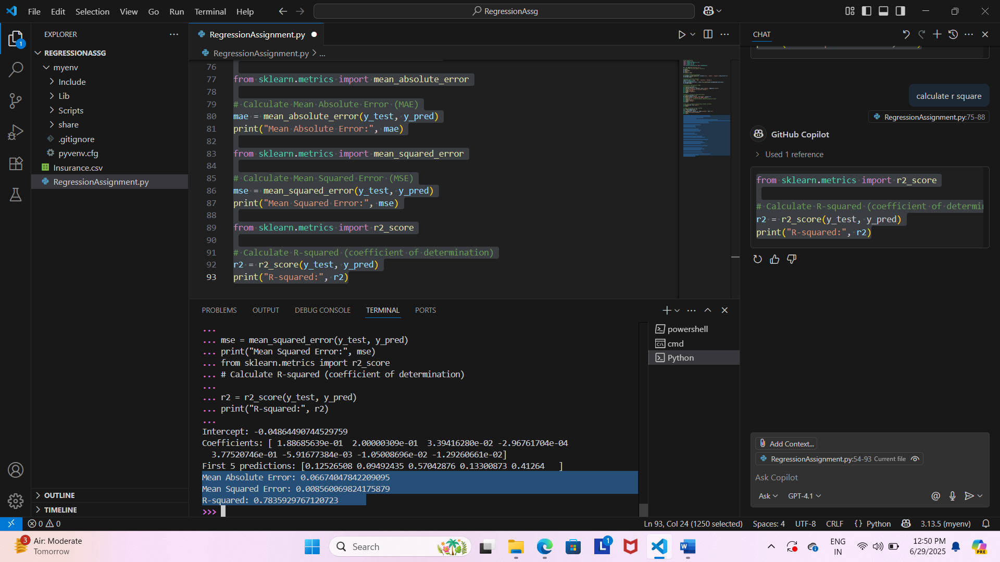 File Edit Selection View Go Run Terminal Help
RegressionAssg
EXPLORER
REGRESSIONASSG
myenv
Include
Lib
Scripts
share
.gitignore
pyvenv.cfg
Insurance.csv
RegressionAssignment.py
OUTLINE
TIMELINE
1
RegressionAssignment.py
RegressionAssignment.py > ...
76
77 from sklearn.metrics import mean_absolute_error
78
79 # Calculate Mean Absolute Error (MAE)
80 mae = mean_absolute_error(y_test, y_pred)
81 print("Mean Absolute Error:", mae)
82
83 from sklearn.metrics import mean_squared_error
84
85 # Calculate Mean Squared Error (MSE)
86 mse = mean_squared_error(y_test, y_pred)
87 print("Mean Squared Error:", mse)
88
89 from sklearn.metrics import r2_score
90
91 # Calculate R-squared (coefficient of determination)
92 r2 = r2_score(y_test, y_pred)
93 print("R-squared:", r2)
PROBLEMS OUTPUT DEBUG CONSOLE TERMINAL PORTS
...
... mse = mean_squared_error(y_test, y_pred)
... print("Mean Squared Error:", mse)
... from sklearn.metrics import r2_score
... # Calculate R-squared (coefficient of determination)
...
... r2 = r2_score(y_test, y_pred)
... print("R-squared:", r2)
...
Intercept: -0.04864490744529759
Coefficients: [ 1.88685639e-01 2.00000309e-01 3.39416280e-02 -2.96761704e-04
3.77520746e-01 -5.91677384e-03 -1.05008696e-02 -1.29260661e-02]
First 5 predictions: [0.12526508 0.09492435 0.57042876 0.13300873 0.41264 ]
Mean Absolute Error: 0.06674047842209095
Mean Squared Error: 0.008560069824175879
R-squared: 0.7835929767120723
>>>
powershell
cmd
Python
CHAT
calculate r square
RegressionAssignment.py:75-88
GitHub Copilot
Used 1 reference
from sklearn.metrics import r2_score
# Calculate R-squared (coefficient of determi
r2 = r2_score(y_test, y_pred)
print("R-squared:", r2)
Add Context...
RegressionAssignment.py:54-93 Current file
Ask Copilot
Ask GPT-4.1
0 0
Ln 93, Col 24 (1250 selected) Spaces: 4 UTF-8 CRLF {} Python 3.13.5 (myenv)
3
Air: Moderate
Tomorrow
Search
L 1
W
ENG
IN
12:50 PM
6/29/2025
PRE